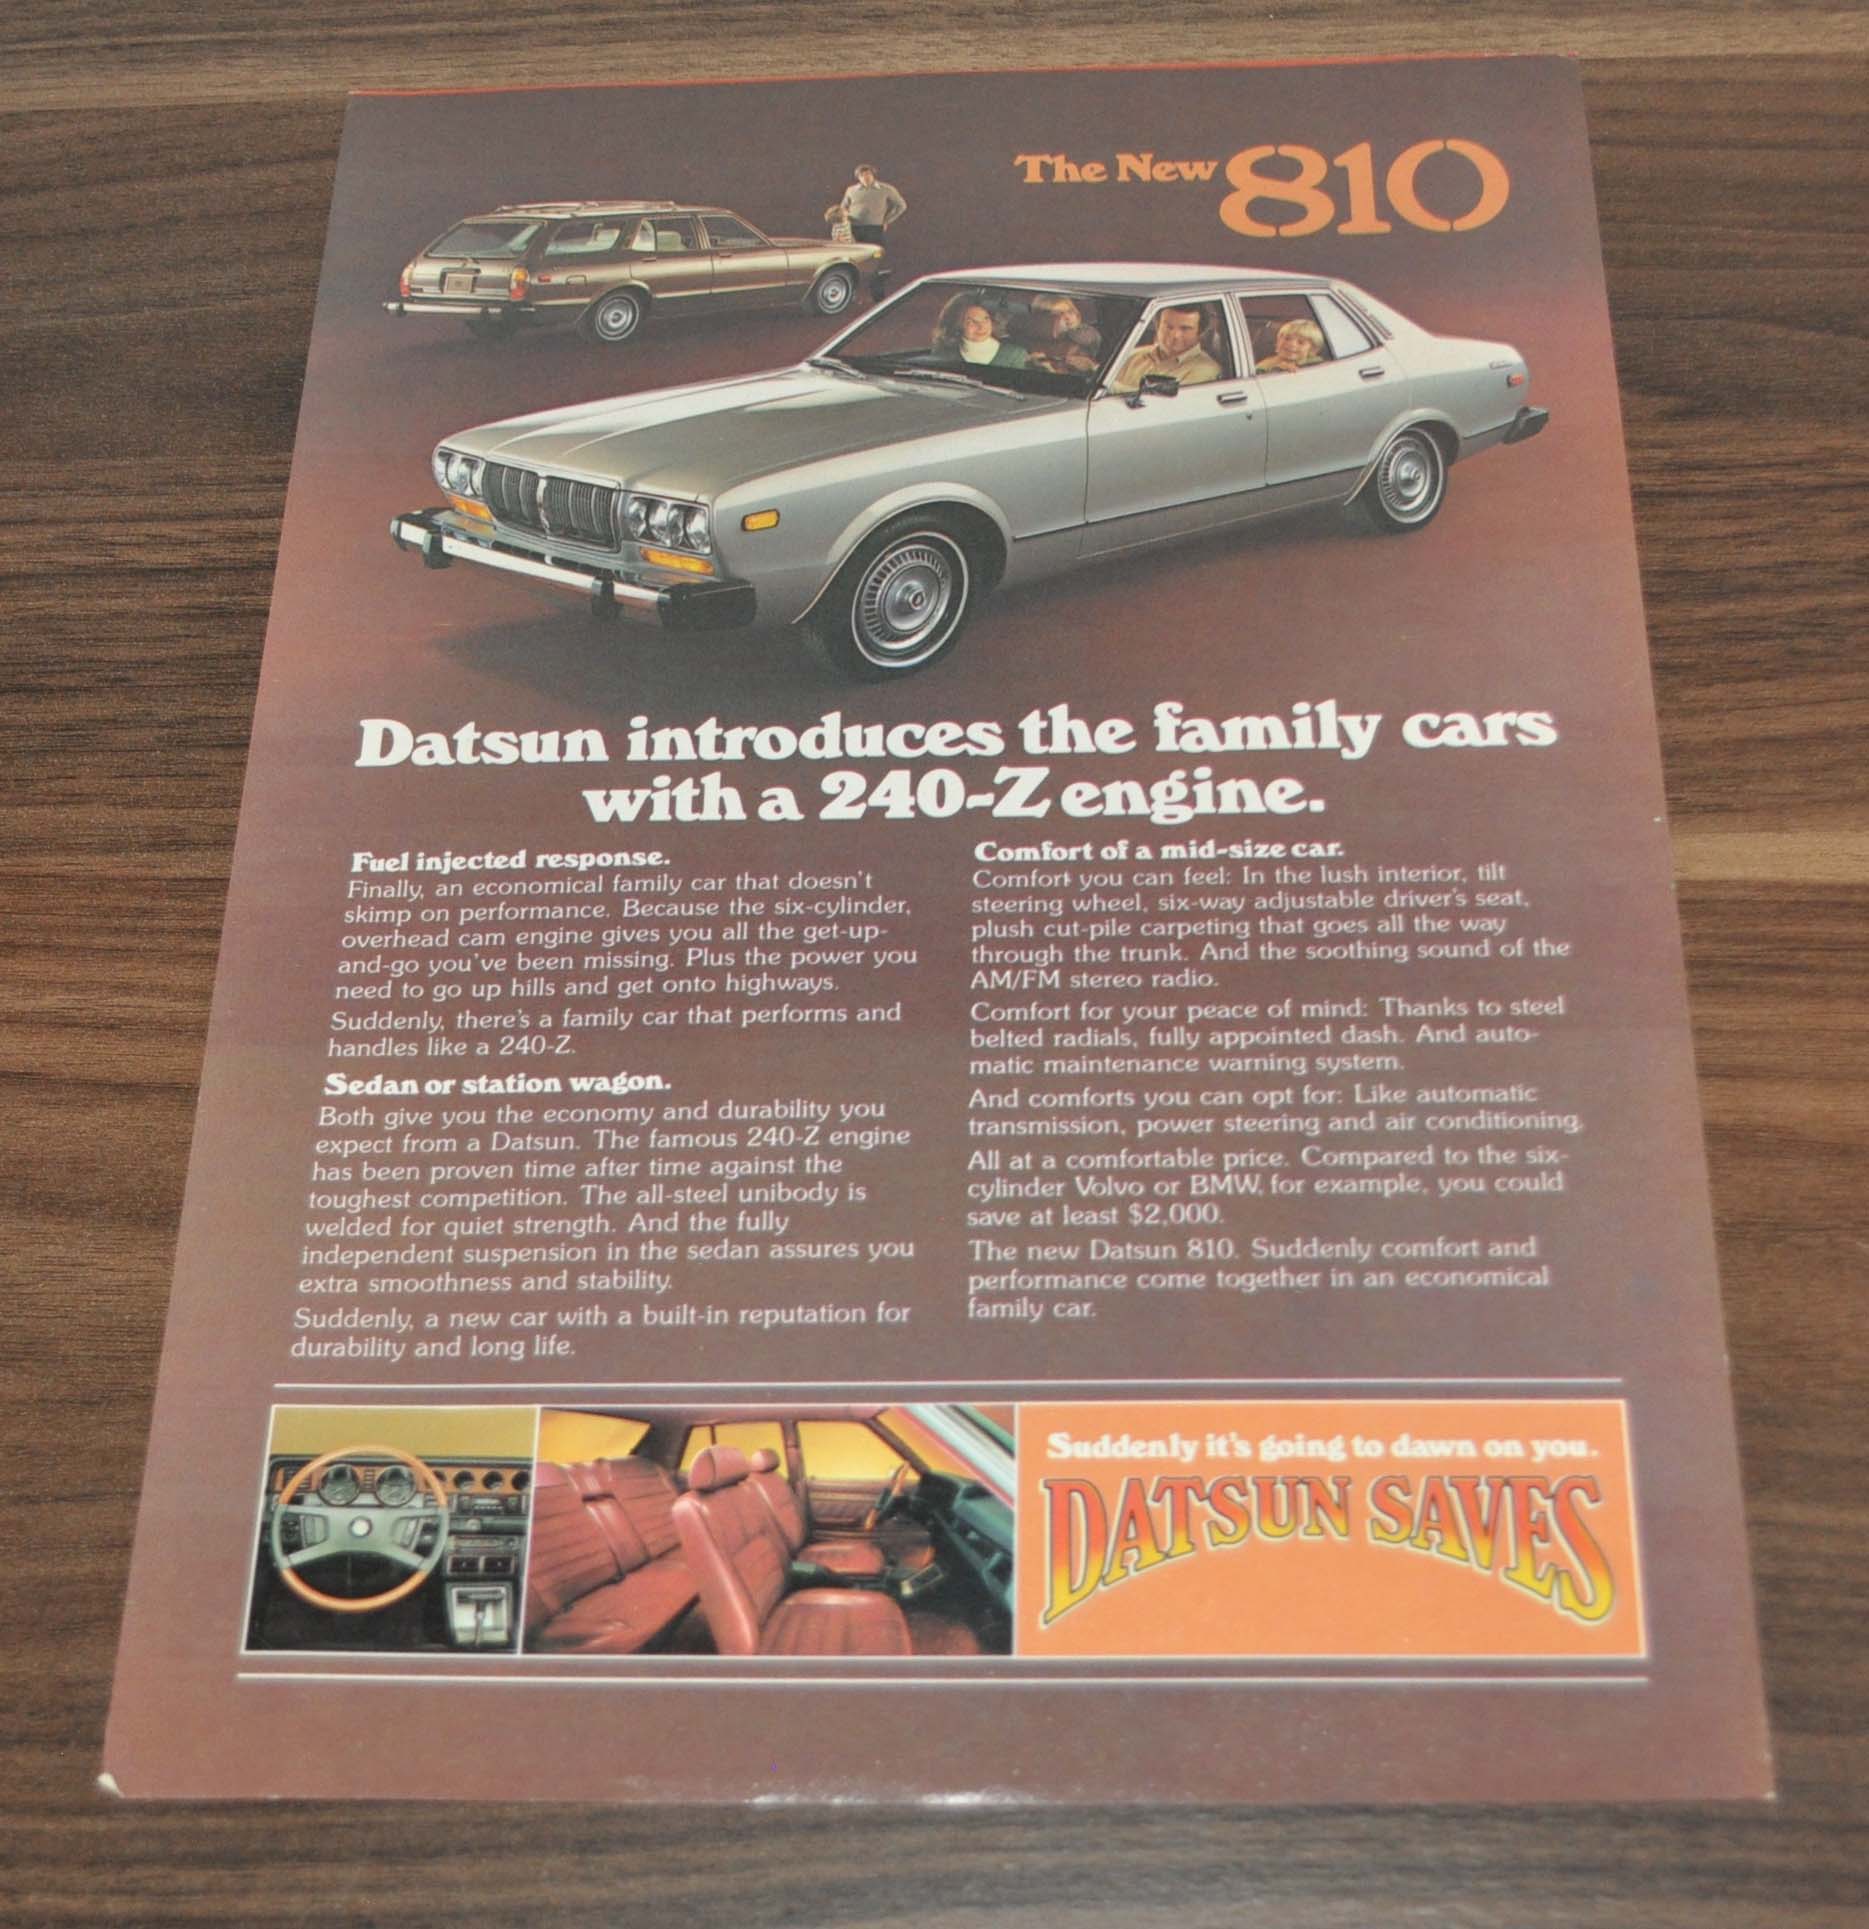 The New 810
Datsun introduces the family cars
with a 240-Z engine.
Fuel injected response.
Finally, an economical family car that doesn't
skimp on performance. Because the six-cylinder,
overhead cam engine gives you all the get-up-
and-go you've been missing. Plus the power you
need to go up hills and get onto highways.
Suddenly, there's a family car that performs and
handles like a 240-Z.
Sedan or station wagon.
Both give you the economy and durability you
expect from a Datsun. The famous 240-Z engine
has been proven time after time against the
toughest competition. The all-steel unibody is
welded for quiet strength. And the fully
independent suspension in the sedan assures you
extra smoothness and stability.
Suddenly, a new car with a built-in reputation for
durability and long life.
Comfort of a mid-size car.
Comfort you can feel: In the lush interior, tilt
steering wheel, six-way adjustable driver's seat,
plush cut-pile carpeting that goes all the way
through the trunk. And the soothing sound of the
AM/FM stereo radio.
Comfort for your peace of mind: Thanks to steel
belted radials, fully appointed dash. And auto-
matic maintenance warning system.
And comforts you can opt for: Like automatic
transmission, power steering and air conditioning.
All at a comfortable price. Compared to the six-
cylinder Volvo or BMW, for example, you could
save at least $2,000.
The new Datsun 810. Suddenly comfort and
performance come together in an economical
family car.
Suddenly it's going to dawn on you.
DATSUN SAVES